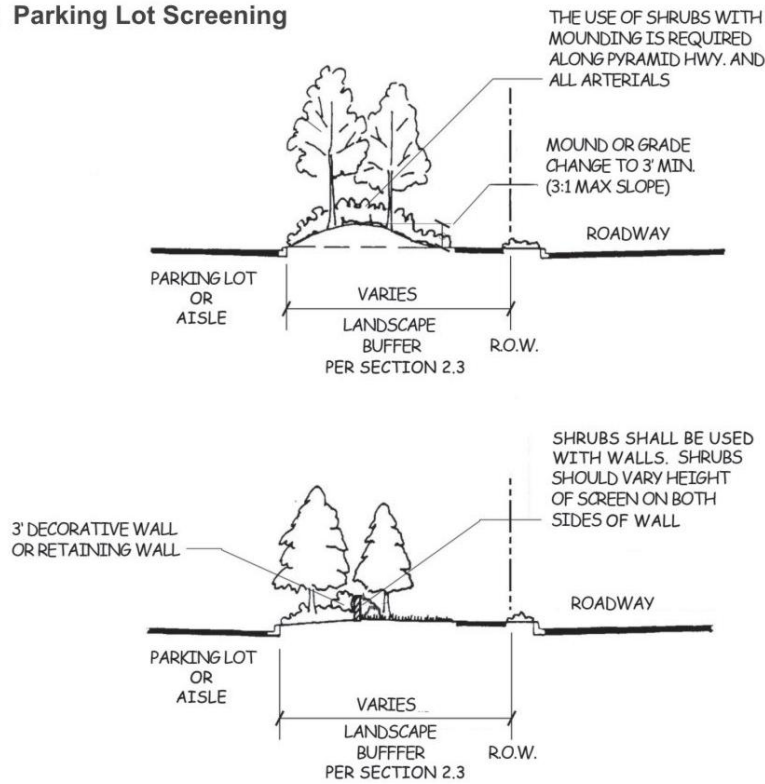 Parking Lot Screening
THE USE OF SHRUBS WITH
MOUNDING IS REQUIRED
ALONG PYRAMID HWY. AND
ALL ARTERIALS
MOUND OR GRADE
CHANGE TO 3' MIN.
(3:1 MAX SLOPE)
ROADWAY
PARKING LOT
OR
AISLE
VARIES
LANDSCAPE
BUFFER
PER SECTION 2.3
R.O.W.
SHRUBS SHALL BE USED
WITH WALLS. SHRUBS
SHOULD VARY HEIGHT
OF SCREEN ON BOTH
SIDES OF WALL
3' DECORATIVE WALL
OR RETAINING WALL
ROADWAY
PARKING LOT
OR
AISLE
VARIES
LANDSCAPE
BUFFFER
PER SECTION 2.3
R.O.W.